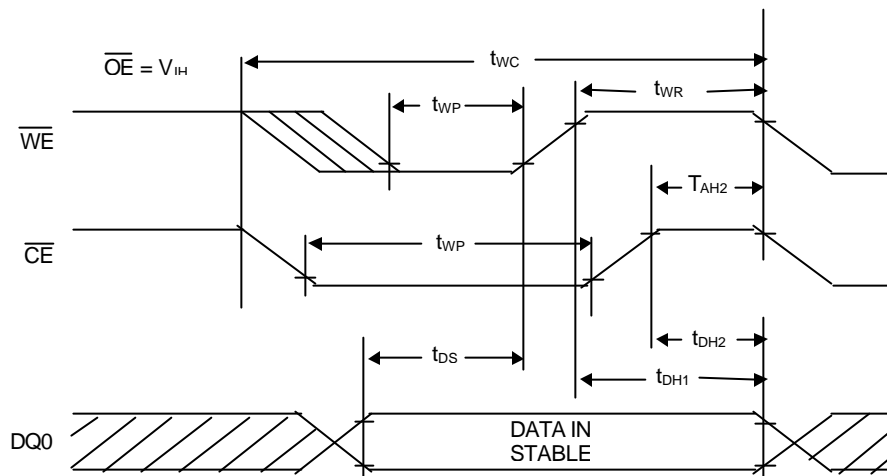 OE = VIH
tWC
tWP
tWR
WE
TAH2
CE
tWP
tDS
tDH2
tDH1
DQ0
DATA IN
STABLE